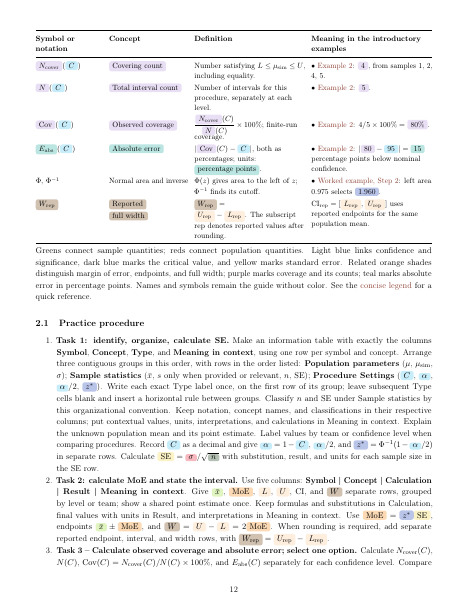 Symbol or notation Concept Definition Meaning in the introductory examples
N_cover(C) Covering count Number satisfying L ≤ μ_sim ≤ U, including equality. • Example 2: 4, from samples 1, 2, 4, 5.
N(C) Total interval count Number of intervals for this procedure, separately at each level. • Example 2: 5.
Cov(C) Observed coverage N_cover(C)/N(C) × 100%; finite-run coverage. • Example 2: 4/5 × 100% = 80%.
E_abs(C) Absolute error |Cov(C) − C|, both as percentages; units: percentage points. • Example 2: |80 − 95| = 15 percentage points below nominal confidence.
Φ, Φ⁻¹ Normal area and inverse Φ(z) gives area to the left of z; Φ⁻¹ finds its cutoff. • Worked example, Step 2: left area 0.975 selects 1.960.
W_rep Reported full width W_rep = U_rep − L_rep. The subscript rep denotes reported values after rounding. CI_rep = [L_rep, U_rep] uses reported endpoints for the same population mean.
Greens connect sample quantities; reds connect population quantities. Light blue links confidence and
significance, dark blue marks the critical value, and yellow marks standard error. Related orange shades
distinguish margin of error, endpoints, and full width; purple marks coverage and its counts; teal marks absolute
error in percentage points. Names and symbols remain the guide without color. See the concise legend for a
quick reference.
2.1 Practice procedure
1. Task 1: identify, organize, calculate SE. Make an information table with exactly the columns
Symbol, Concept, Type, and Meaning in context, using one row per symbol and concept. Arrange
three contiguous groups in this order, with rows in the order listed: Population parameters (μ, μ_sim,
σ); Sample statistics (x̄, s only when provided or relevant, n, SE); Procedure Settings (C, α,
α/2, z*). Write each exact Type label once, on the first row of its group; leave subsequent Type
cells blank and insert a horizontal rule between groups. Classify n and SE under Sample statistics by
this organizational convention. Keep notation, concept names, and classifications in their respective
columns; put contextual values, units, interpretations, and calculations in Meaning in context. Explain
the unknown population mean and its point estimate. Label values by team or confidence level when
comparing procedures. Record C as a decimal and give α = 1 − C, α/2, and z* = Φ⁻¹(1 − α/2)
in separate rows. Calculate SE = σ/√n with substitution, result, and units for each sample size in
the SE row.
2. Task 2: calculate MoE and state the interval. Use five columns: Symbol | Concept | Calculation
| Result | Meaning in context. Give x̄, MoE, L, U, CI, and W separate rows, grouped
by level or team; show a shared point estimate once. Keep formulas and substitutions in Calculation,
final values with units in Result, and interpretations in Meaning in context. Use MoE = z* SE,
endpoints x̄ ± MoE, and W = U − L = 2 MoE. When rounding is required, add separate
reported endpoint, interval, and width rows, with W_rep = U_rep − L_rep.
3. Task 3 – Calculate observed coverage and absolute error; select one option. Calculate N_cover(C),
N(C), Cov(C) = N_cover(C)/N(C) × 100%, and E_abs(C) separately for each confidence level. Compare
12